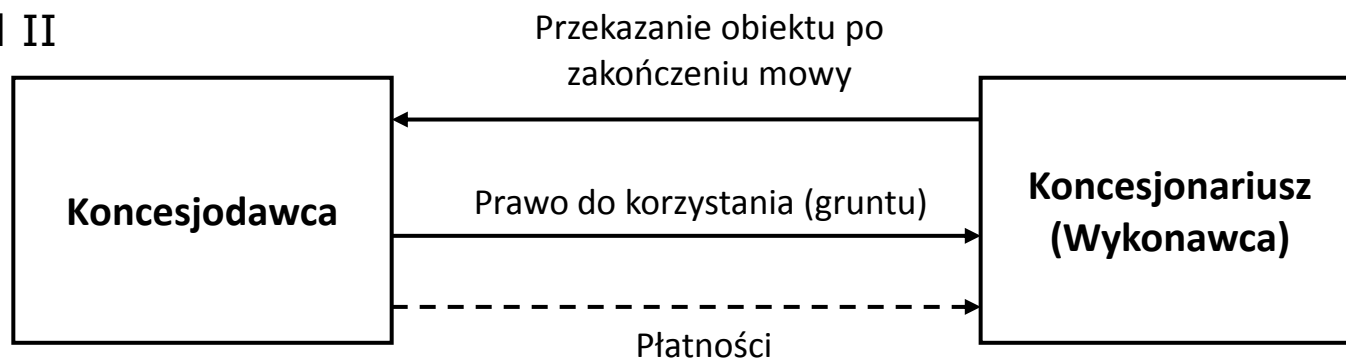 II
Przekazanie obiektu po
zakończeniu mowy
Koncesjodawca
Prawo do korzystania (gruntu)
Koncesjonariusz
(Wykonawca)
Płatności